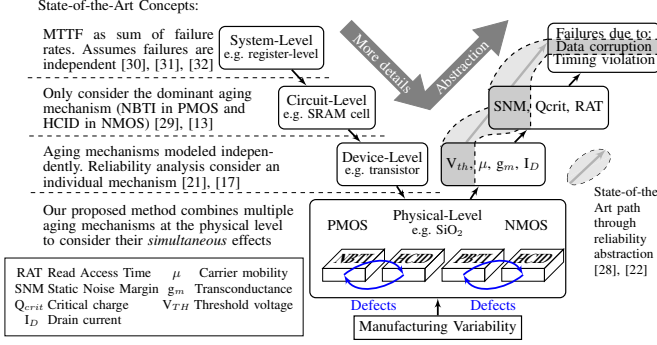 State-of-the-Art Concepts:
MTTF as sum of failure
rates. Assumes failures are
independent [30], [31], [32]
Only consider the dominant aging
mechanism (NBTI in PMOS and
HCID in NMOS) [29], [13]
Aging mechanisms modeled indepen-
dently. Reliability analysis consider an
individual mechanism [21], [17]
Our proposed method combines multiple
aging mechanisms at the physical level
to consider their simultaneous effects
System-Level
e.g. register-level
Circuit-Level
e.g. SRAM cell
Device-Level
e.g. transistor
More details
Abstraction
Failures due to:
Data corruption
Timing violation
SNM, Qcrit, RAT
V_th, μ, g_m, I_D
State-of-the-
Art path
through
reliability
abstraction
[28], [22]
PMOS
Physical-Level
e.g. SiO₂
NMOS
NBTI
HCID
PBTI
HCID
Defects
Defects
Manufacturing Variability
RAT Read Access Time μ Carrier mobility
SNM Static Noise Margin g_m Transconductance
Q_crit Critical charge V_TH Threshold voltage
I_D Drain current